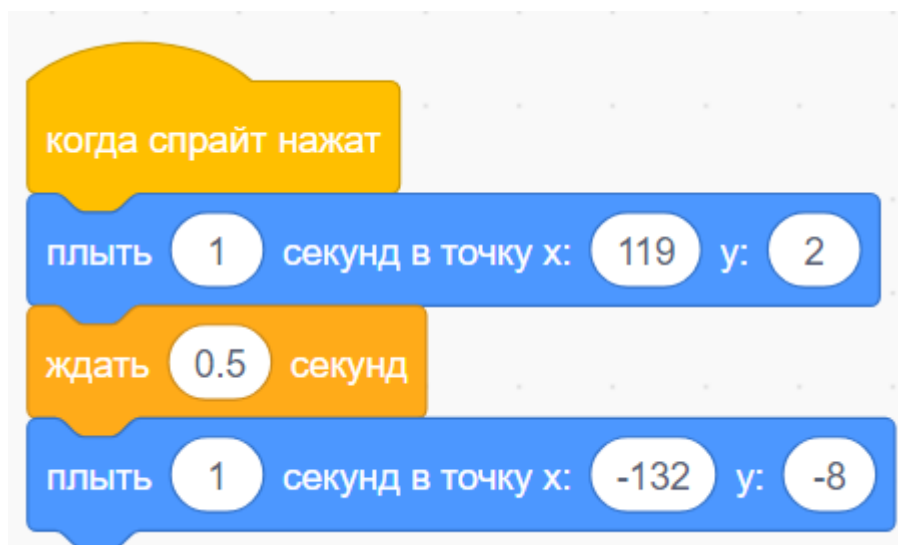 когда спрайт нажат
плыть 1 секунд в точку x: 119 y: 2
ждать 0.5 секунд
плыть 1 секунд в точку x: -132 y: -8